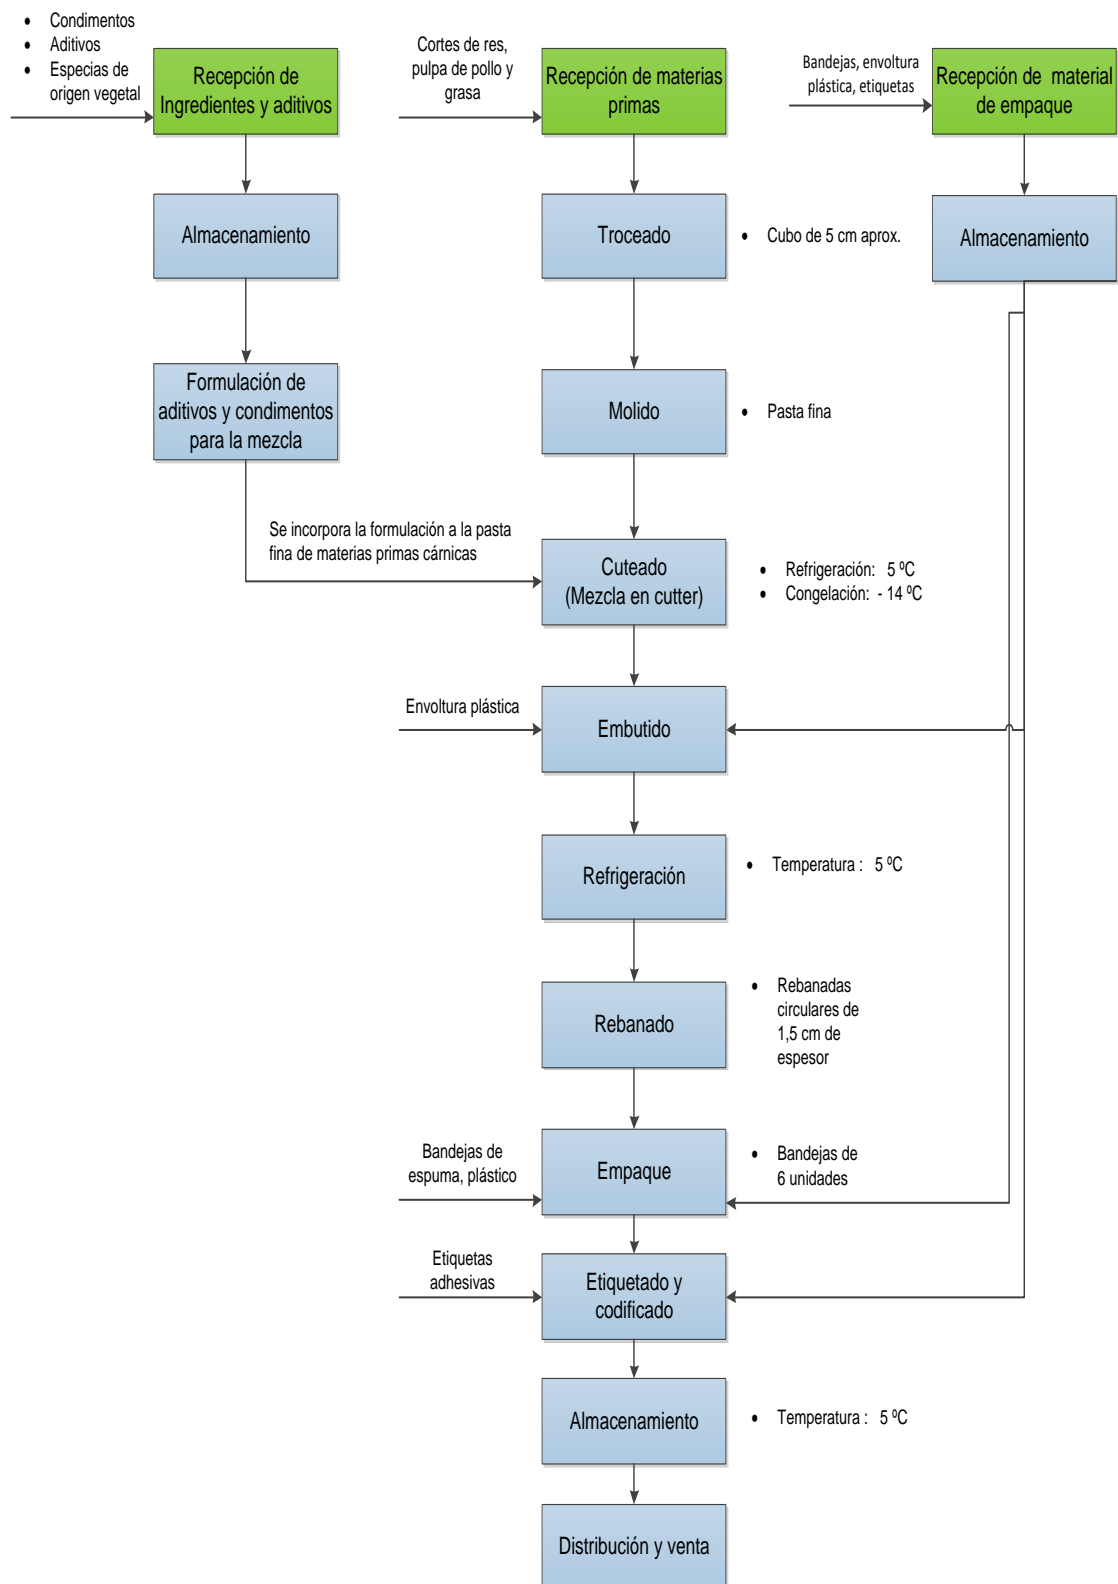 • Condimentos
• Aditivos
• Especias de
origen vegetal
Recepción de
Ingredientes y aditivos
Cortes de res,
pulpa de pollo y
grasa
Recepción de materias
primas
Bandejas, envoltura
plástica, etiquetas
Recepción de material
de empaque
Almacenamiento
Troceado
• Cubo de 5 cm aprox.
Almacenamiento
Formulación de
aditivos y condimentos
para la mezcla
Molido
• Pasta fina
Se incorpora la formulación a la pasta
fina de materias primas cárnicas
Cuteado
(Mezcla en cutter)
• Refrigeración: 5 ºC
• Congelación: - 14 ºC
Envoltura plástica
Embutido
Refrigeración
• Temperatura : 5 ºC
Rebanado
• Rebanadas
circulares de
1,5 cm de
espesor
Bandejas de
espuma, plástico
Empaque
• Bandejas de
6 unidades
Etiquetas
adhesivas
Etiquetado y
codificado
Almacenamiento
• Temperatura : 5 ºC
Distribución y venta